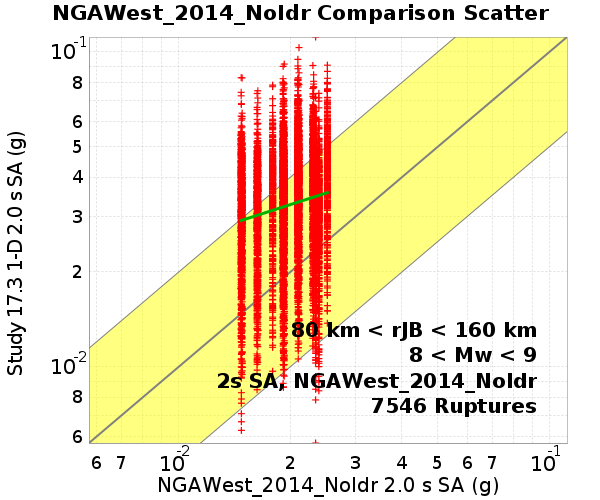 NGAWest_2014_NoIdr Comparison Scatter
10-1
8
6
5
4
3
2
10-2
8
6
Study 17.3 1-D 2.0 s SA (g)
80 km < rJB < 160 km
8 < Mw < 9
2s SA, NGAWest_2014_NoIdr
7546 Ruptures
6 7 10-2 2 3 4 5 6 7 10-1
NGAWest_2014_NoIdr 2.0 s SA (g)